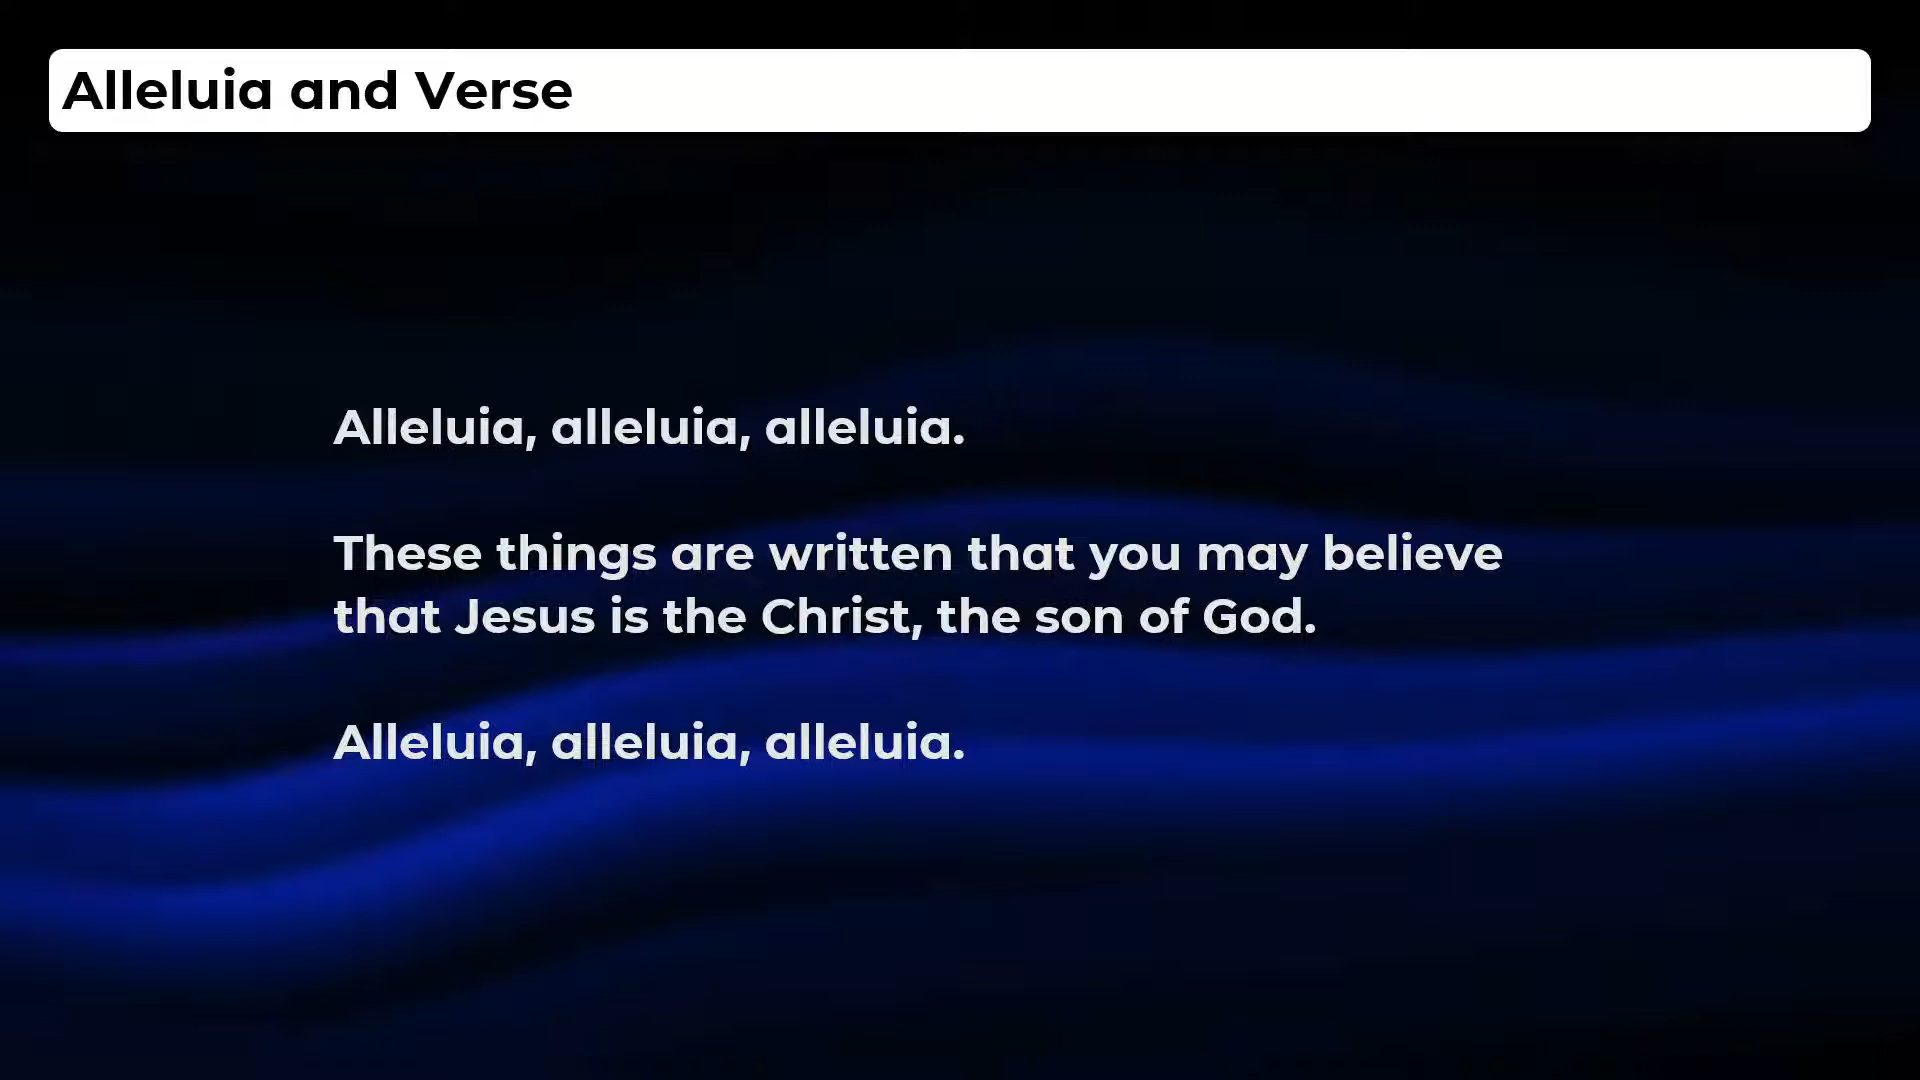 Alleluia and Verse
Alleluia, alleluia, alleluia.
These things are written that you may believe
that Jesus is the Christ, the son of God.
Alleluia, alleluia, alleluia.